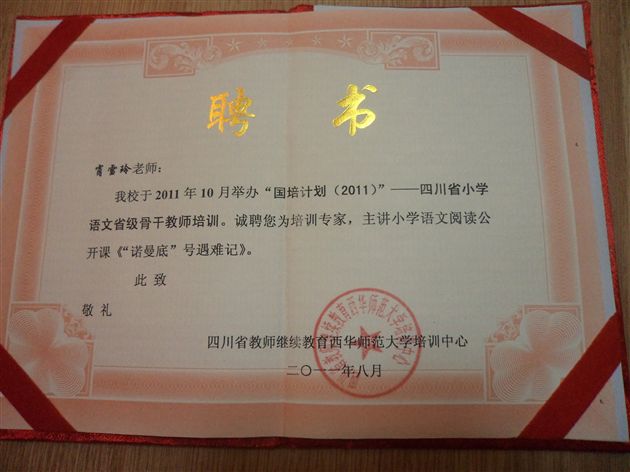 聘书
肖雪玲老师：
我校于2011年10月举办“国培计划（2011）”——四川省小学
语文省级骨干教师培训。诚聘您为培训专家，主讲小学语文阅读公
开课《“诺曼底”号遇难记》。
此 致
敬 礼
四川省教师继续教育西华师范大学培训中心
二〇一一年八月